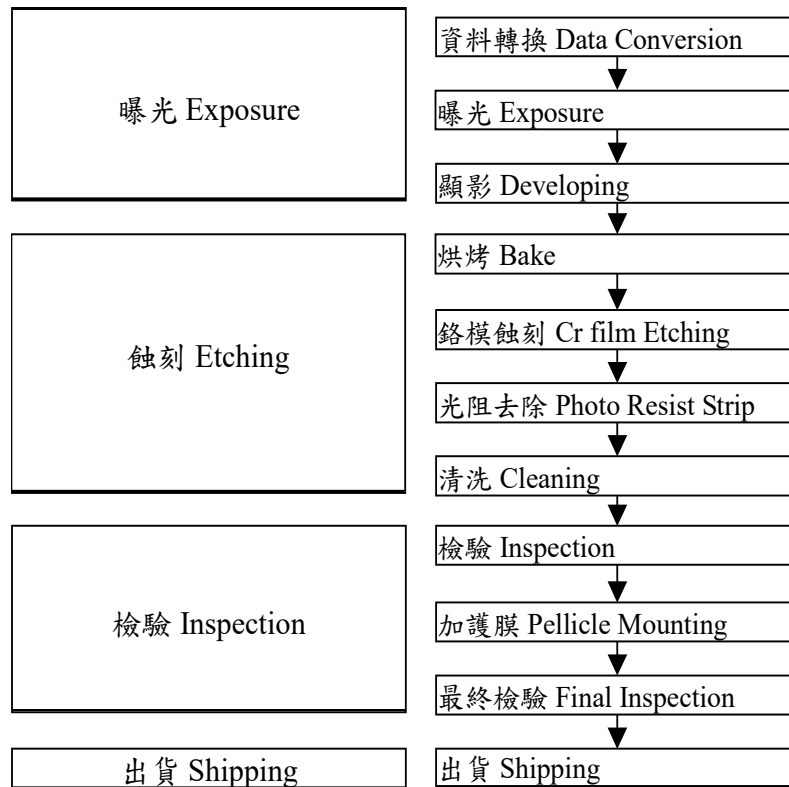 曝光 Exposure
資料轉換 Data Conversion
曝光 Exposure
顯影 Developing
蝕刻 Etching
烘烤 Bake
鉻模蝕刻 Cr film Etching
光阻去除 Photo Resist Strip
清洗 Cleaning
檢驗 Inspection
檢驗 Inspection
加護膜 Pellicle Mounting
最終檢驗 Final Inspection
出貨 Shipping
出貨 Shipping